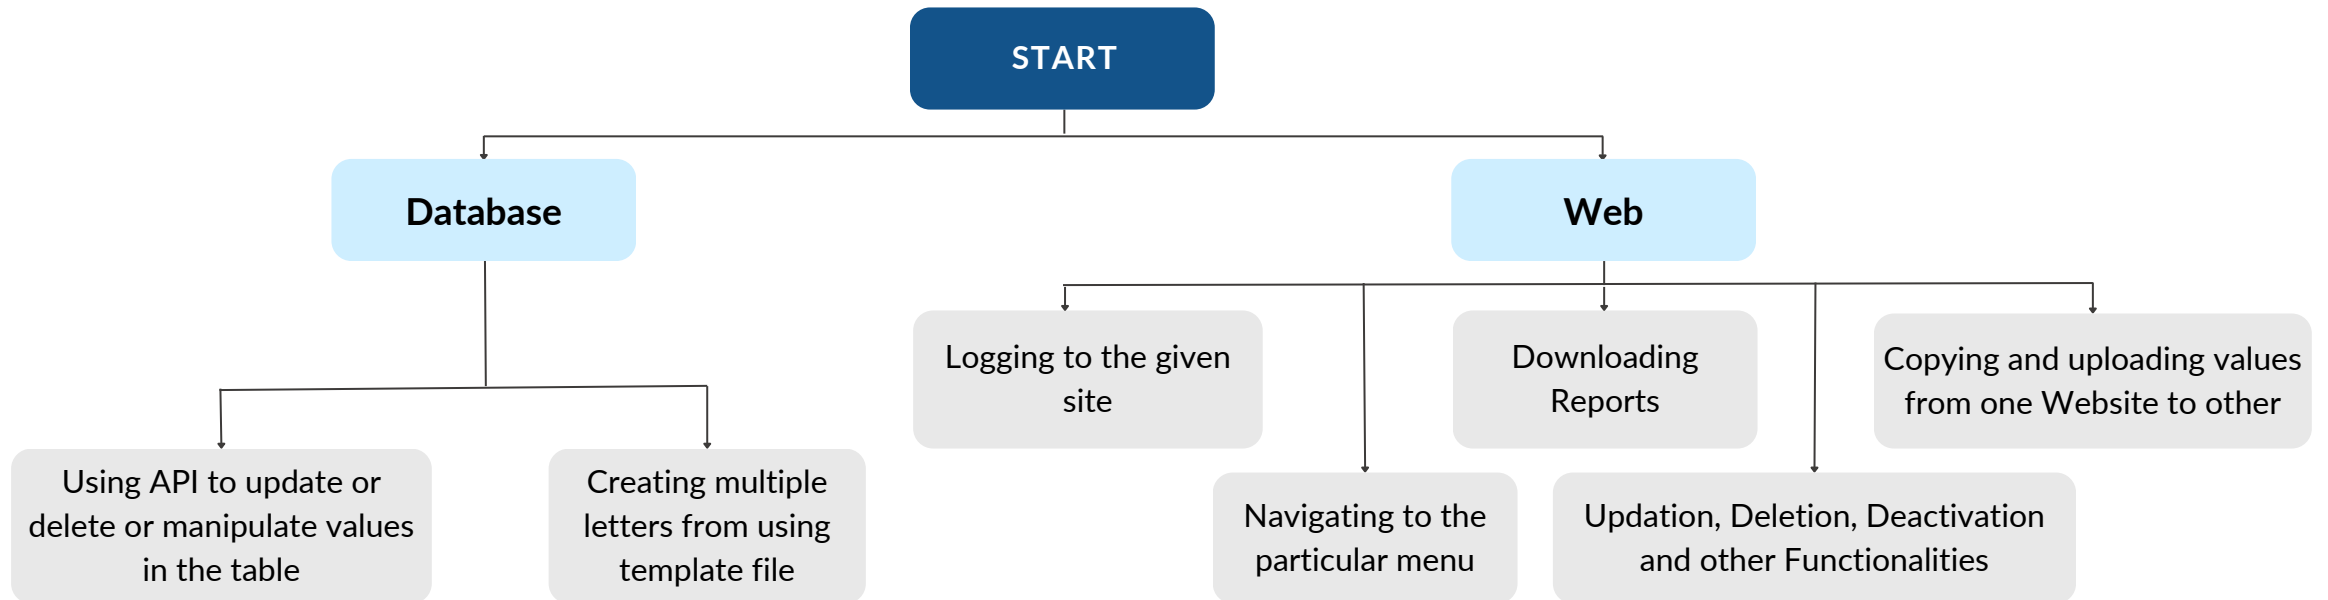 START
Database
Web
Logging to the given
site
Downloading
Reports
Copying and uploading values
from one Website to other
Using API to update or
delete or manipulate values
in the table
Creating multiple
letters from using
template file
Navigating to the
particular menu
Updation, Deletion, Deactivation
and other Functionalities